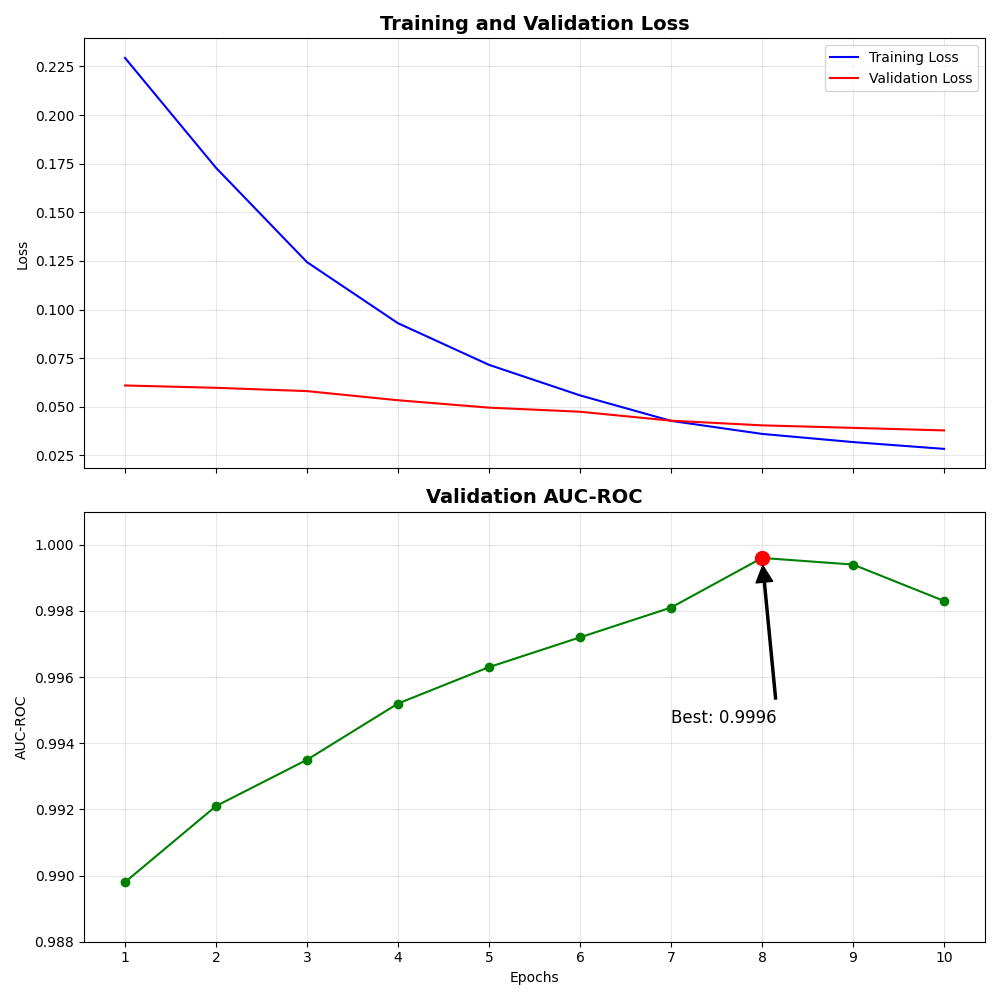 Training and Validation Loss
Training Loss
Validation Loss
0.225
0.200
0.175
0.150
0.125
0.100
0.075
0.050
0.025
Loss
Validation AUC-ROC
1.000
0.998
0.996
0.994
0.992
0.990
0.988
AUC-ROC
Best: 0.9996
1 2 3 4 5 6 7 8 9 10
Epochs